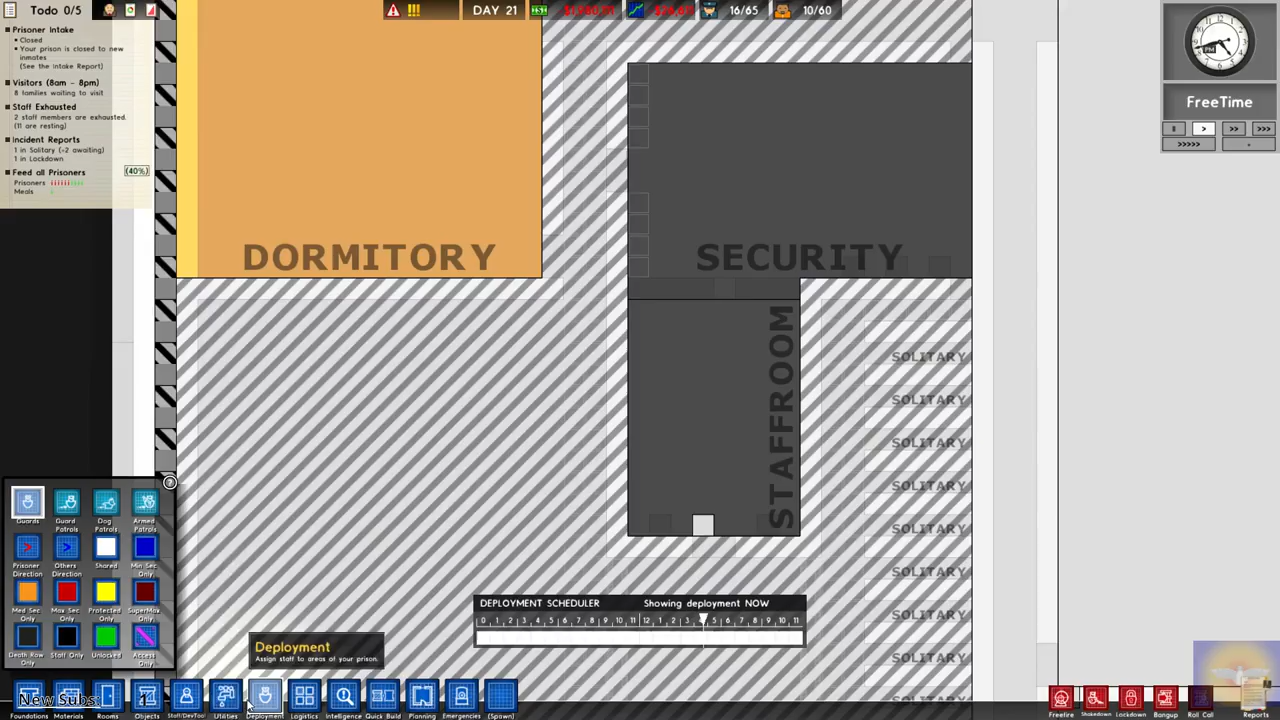 Todo 0/5
DAY 21
16/65
10/60
Prisoner Intake
Closed
Your prison is closed to new
inmates
(See the Intake Report)
Visitors (8am - 8pm)
8 families waiting to visit
Staff Exhausted
2 staff members are exhausted.
(11 are resting)
Incident Reports
1 in Solitary (+2 awaiting)
1 in Lockdown
Feed all Prisoners
(40%)
Prisoners
Meals
PM
FreeTime
DORMITORY
SECURITY
STAFFROOM
SOLITARY
SOLITARY
SOLITARY
SOLITARY
SOLITARY
SOLITARY
SOLITARY
SOLITARY
SOLITARY
Guards
Guard Patrols
Dog Patrols
Armed Patrols
Prisoner Direction
Others Direction
Shared
Min Sec Only
Med Sec Only
Max Sec Only
Protected Only
SuperMax Only
Death Row Only
Staff Only
Unlocked
Access Only
DEPLOYMENT SCHEDULER
Showing deployment NOW
0 1 2 3 4 5 6 7 8 9 10 11 12 1 2 3 5 6 7 8 9 10 11
Deployment
Assign staff to areas of your prison.
New Subs: 1
Foundations
Materials
Rooms
Objects
Staff/DevTool
Utilities
Deployment
Logistics
Intelligence
Quick Build
Planning
Emergencies
(Spawn)
Freefire
Shakedown
Lockdown
Bangup
Roll Call
Reports